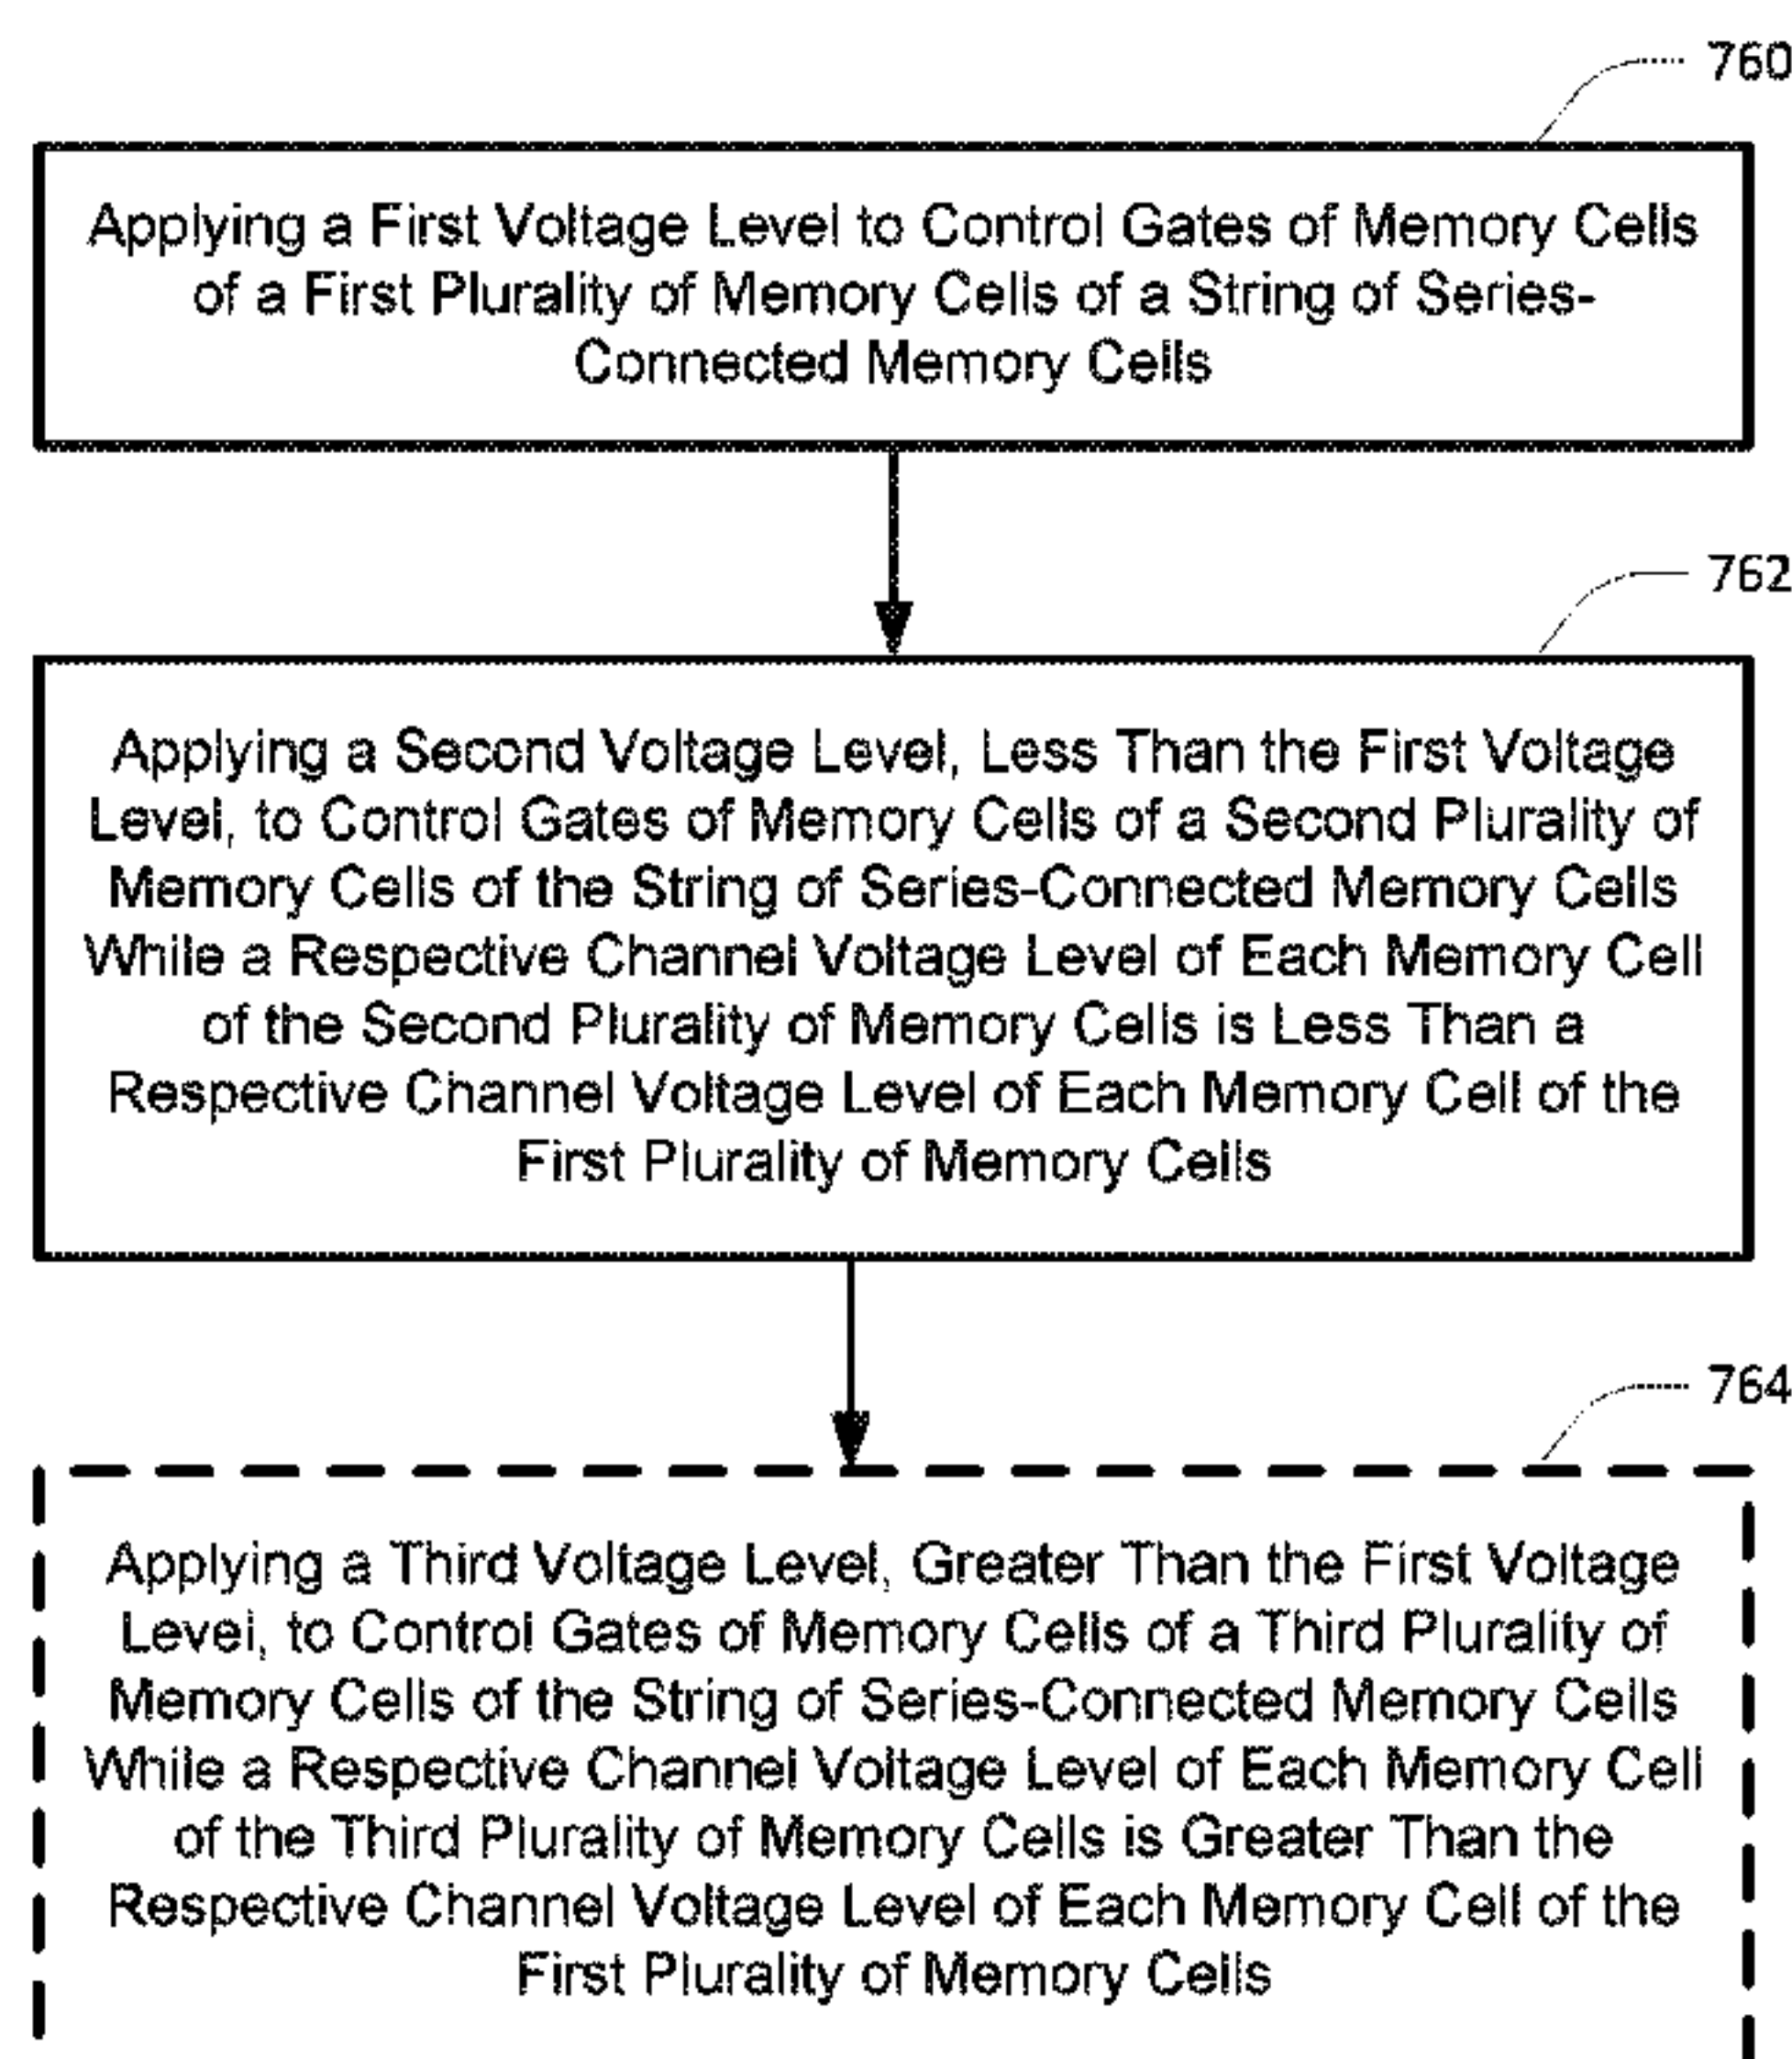 760
Applying a First Voltage Level to Control Gates of Memory Cells
of a First Plurality of Memory Cells of a String of Series-
Connected Memory Cells
762
Applying a Second Voltage Level, Less Than the First Voltage
Level, to Control Gates of Memory Cells of a Second Plurality of
Memory Cells of the String of Series-Connected Memory Cells
While a Respective Channel Voltage Level of Each Memory Cell
of the Second Plurality of Memory Cells is Less Than a
Respective Channel Voltage Level of Each Memory Cell of the
First Plurality of Memory Cells
764
Applying a Third Voltage Level, Greater Than the First Voltage
Level, to Control Gates of Memory Cells of a Third Plurality of
Memory Cells of the String of Series-Connected Memory Cells
While a Respective Channel Voltage Level of Each Memory Cell
of the Third Plurality of Memory Cells is Greater Than the
Respective Channel Voltage Level of Each Memory Cell of the
First Plurality of Memory Cells